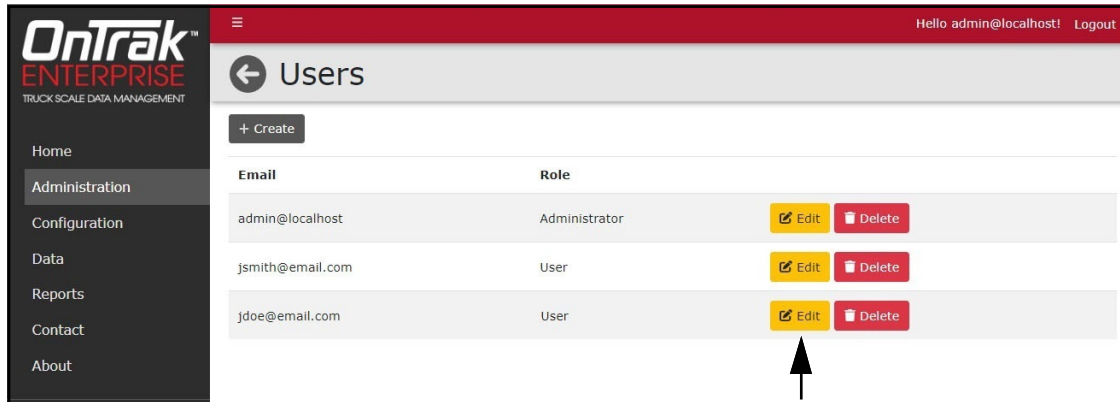 OnTrak™
ENTERPRISE
TRUCK SCALE DATA MANAGEMENT
Home
Administration
Configuration
Data
Reports
Contact
About
Hello admin@localhost! Logout
Users
+ Create
Email Role
admin@localhost Administrator Edit Delete
jsmith@email.com User Edit Delete
jdoe@email.com User Edit Delete